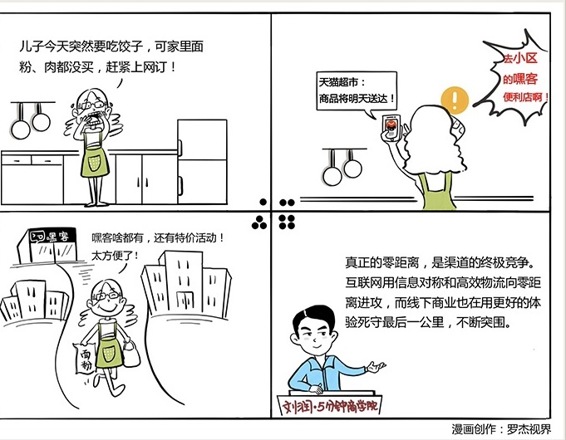 儿子今天突然要吃饺子，可家里面
粉、肉都没买，赶紧上网订！
天猫超市：
商品将明天送达！
去小区
的嘿客
便利店啊！
嘿客
嘿客啥都有，还有特价活动！
太方便了！
面粉
真正的零距离，是渠道的终极竞争。
互联网用信息对称和高效物流向零距
离进攻，而线下商业也在用更好的体
验死守最后一公里，不断突围。
刘润·5分钟商学院
漫画创作：罗杰视界